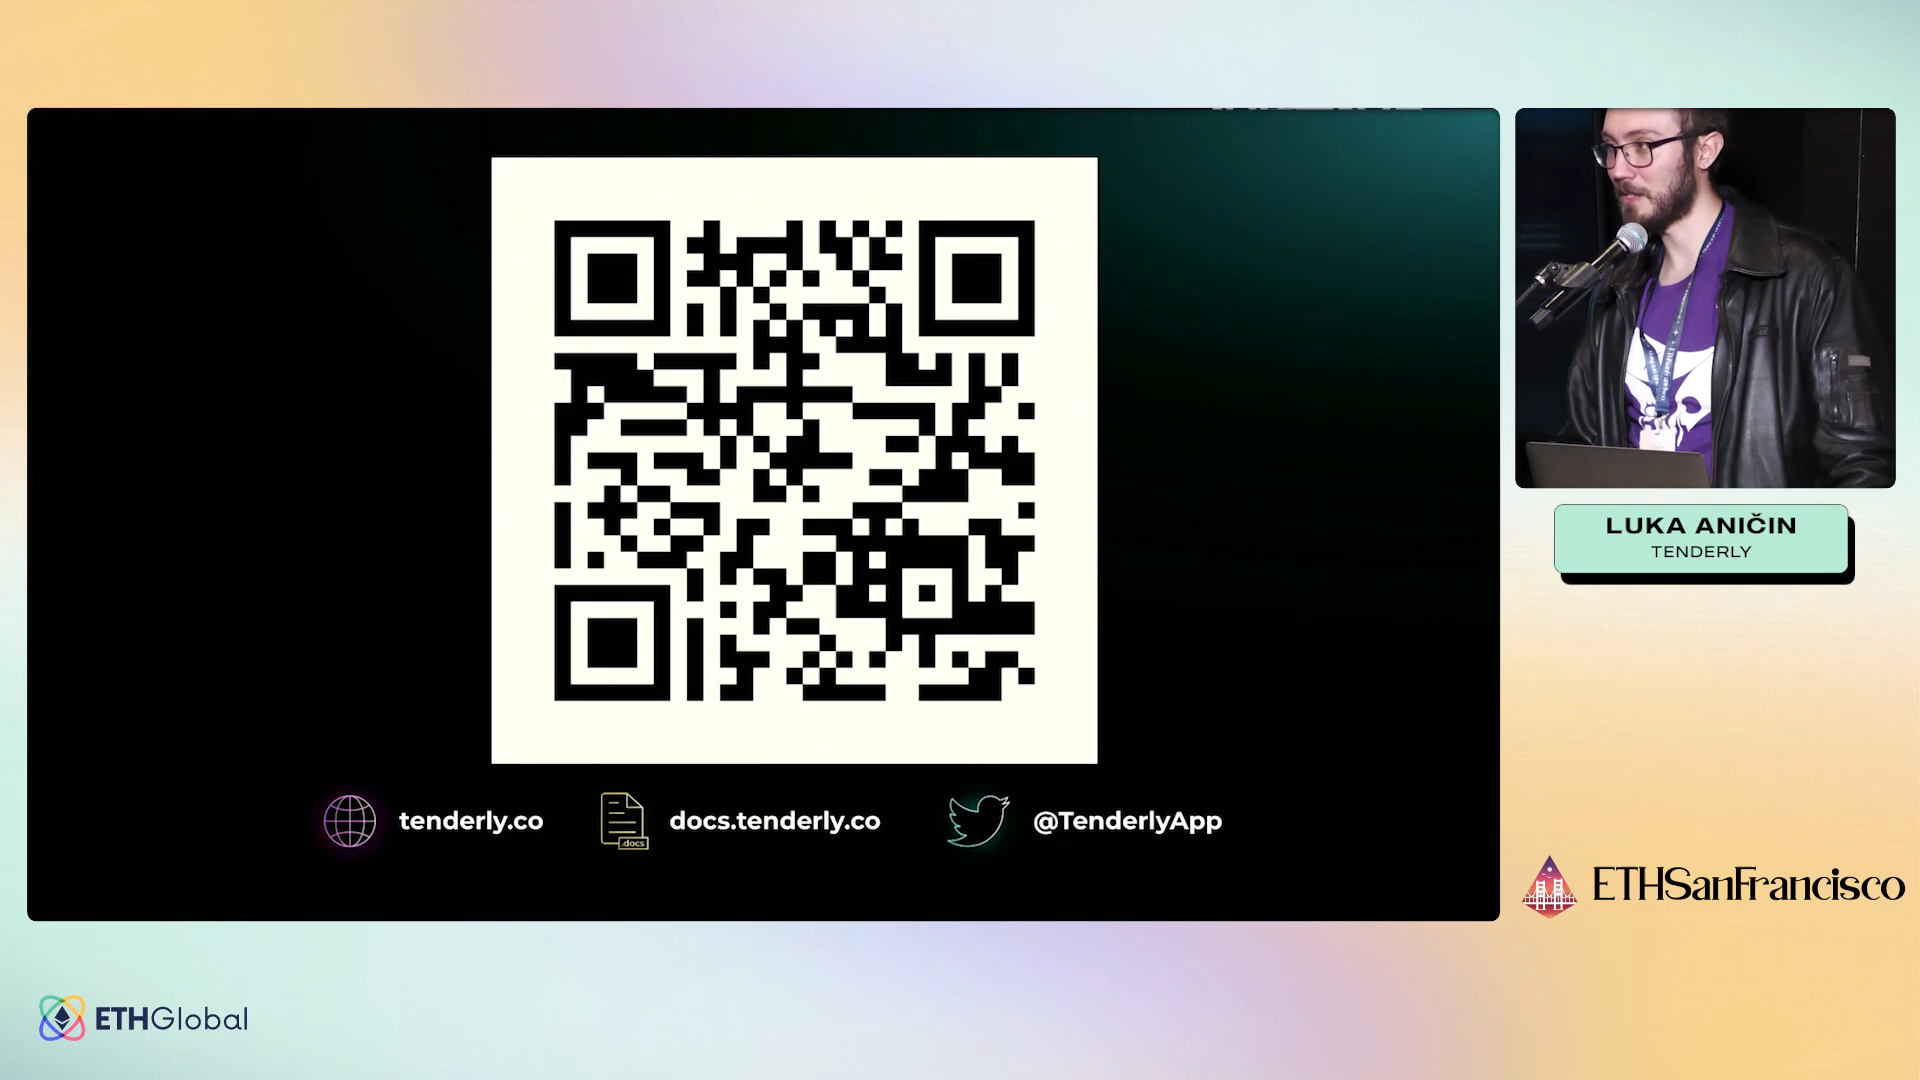 LUKA ANIČIN
TENDERLY
tenderly.co
.docs
docs.tenderly.co
@TenderlyApp
ETHSanFrancisco
ETHGlobal